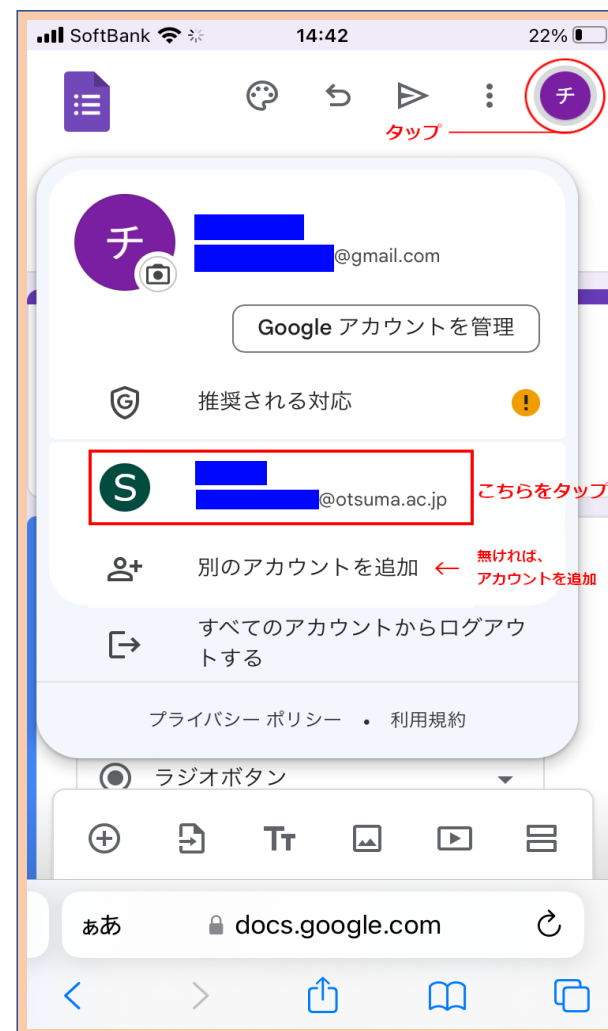 SoftBank 14:42 22%
チ
タップ
チ
@gmail.com
Google アカウントを管理
推奨される対応
S
@otsuma.ac.jp
こちらをタップ
別のアカウントを追加 ← 無ければ、
アカウントを追加
すべてのアカウントからログアウ
トする
プライバシー ポリシー • 利用規約
ラジオボタン
Tт
ぁあ docs.google.com